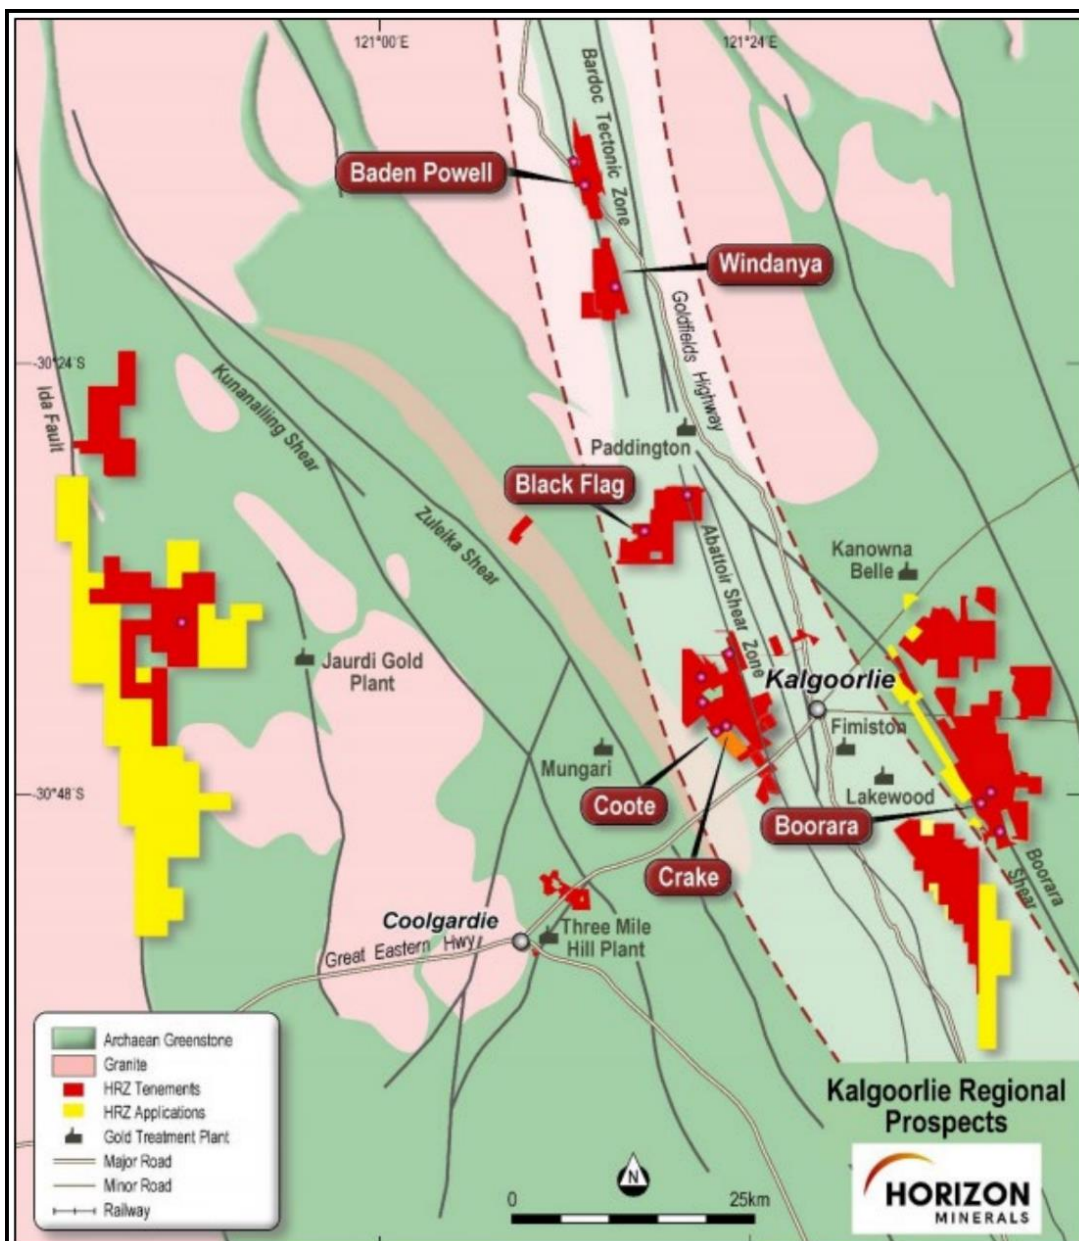 121°00´E
121°24´E
Bardoc Tectonic Zone
Baden Powell
Windanya
Goldfields Highway
-30°24´S
Ida Fault
Kunanalling Shear
Zuleika Shear
Paddington
Black Flag
Abattoir Shear Zone
Kanowna
Belle
Jaurdi Gold
Plant
Kalgoorlie
Fimiston
Mungari
Lakewood
-30°48´S
Coote
Boorara
Crake
Boorara
Shear
Coolgardie
Three Mile
Hill Plant
Great Eastern Hwy
Archaean Greenstone
Granite
HRZ Tenements
HRZ Applications
Gold Treatment Plant
Major Road
Minor Road
Railway
N
0 25km
Kalgoorlie Regional
Prospects
HORIZON
MINERALS